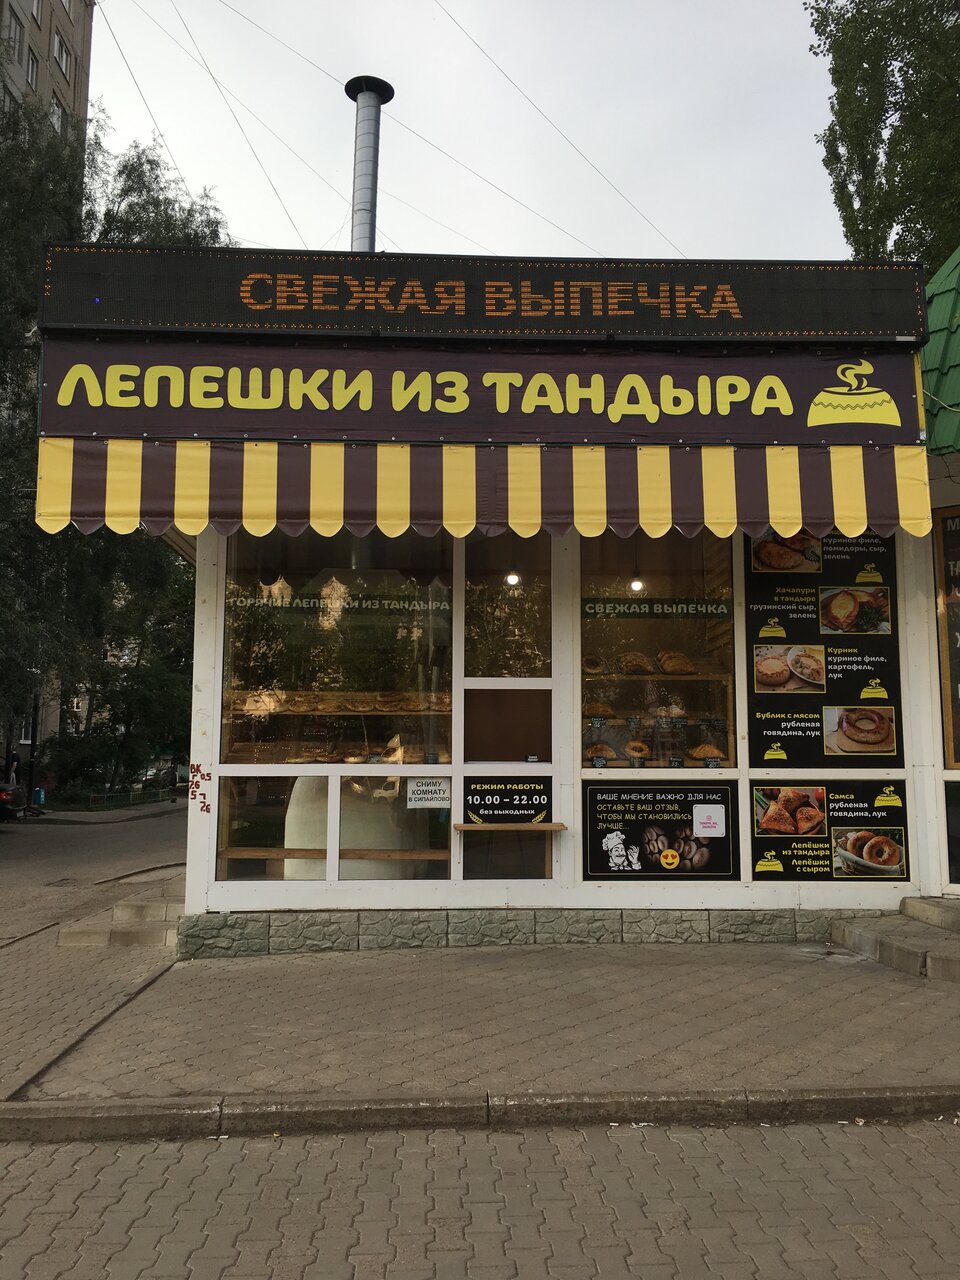 СВЕЖАЯ ВЫПЕЧКА
ЛЕПЕШКИ ИЗ ТАНДЫРА
ГОРЯЧИЕ ЛЕПЕШКИ ИЗ ТАНДЫРА
СВЕЖАЯ ВЫПЕЧКА
куриное филе,
помидоры, сыр,
зелень
Хачапури
в тандыре
грузинский сыр,
зелень
Курник
куриное филе,
картофель,
лук
Бублик с мясом
рубленая
говядина, лук
СНИМУ
КОМНАТУ
В СИПАЙЛОВО
РЕЖИМ РАБОТЫ
10.00 – 22.00
без выходных
ВАШЕ МНЕНИЕ ВАЖНО ДЛЯ НАС
ОСТАВЬТЕ ВАШ ОТЗЫВ,
ЧТОБЫ МЫ СТАНОВИЛИСЬ
ЛУЧШЕ...
Самса
рубленая
говядина, лук
Лепёшки
из тандыра
Лепёшки
с сыром